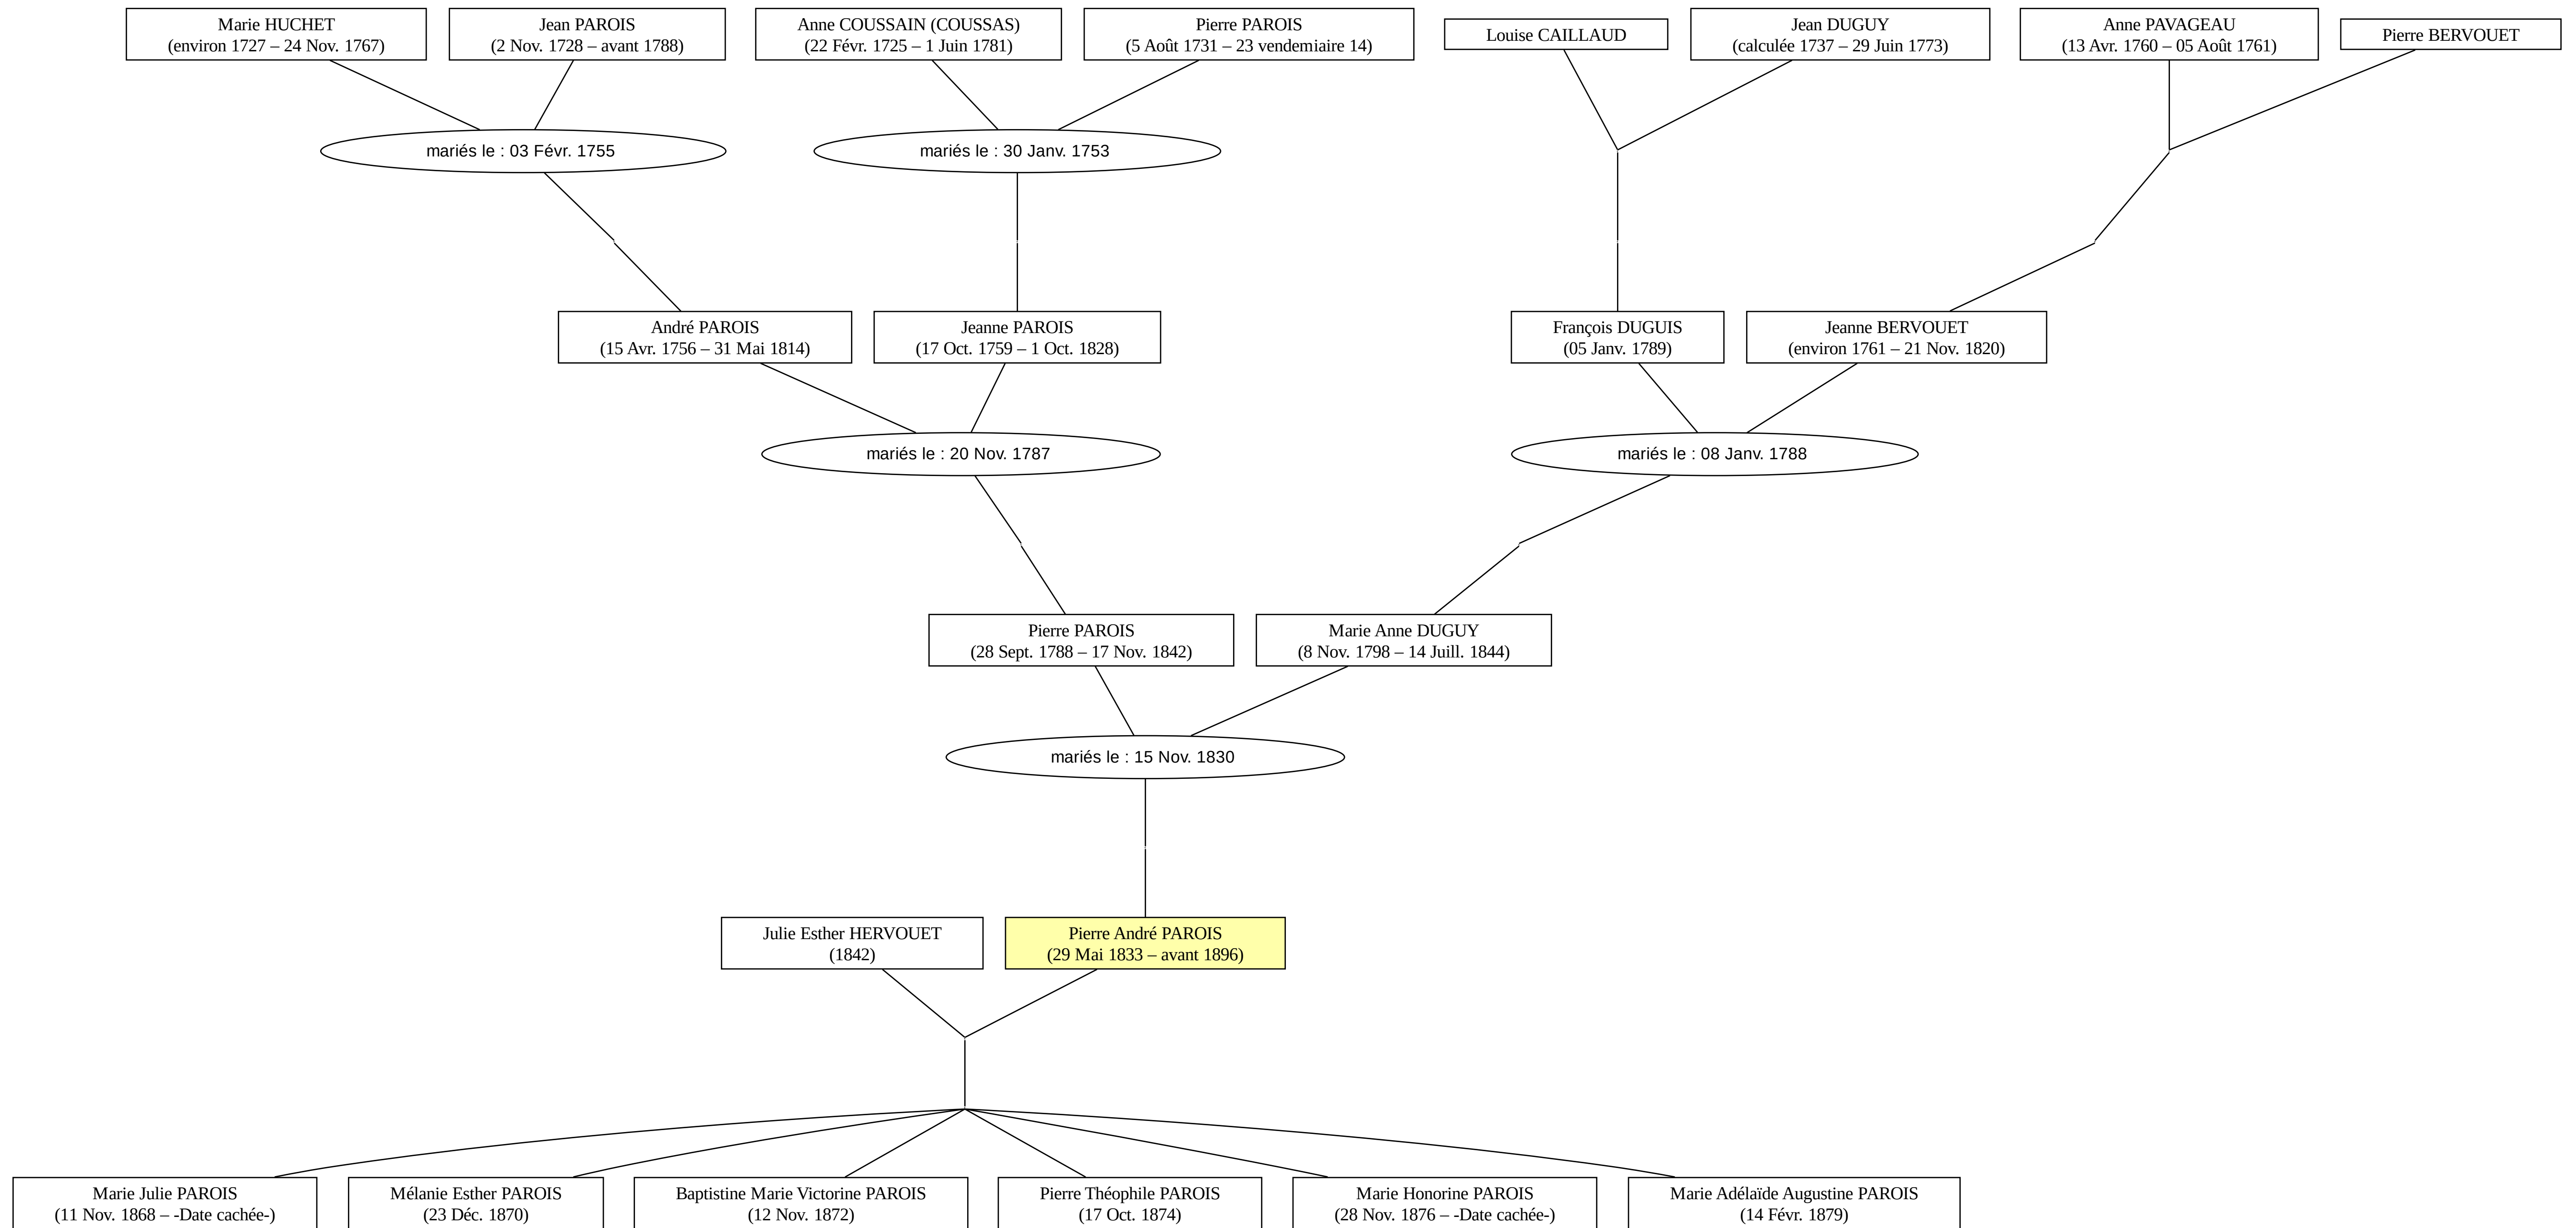 Marie HUCHET
(environ 1727 – 24 Nov. 1767)
Jean PAROIS
(2 Nov. 1728 – avant 1788)
Anne COUSSAIN (COUSSAS)
(22 Févr. 1725 – 1 Juin 1781)
Pierre PAROIS
(5 Août 1731 – 23 vendemiaire 14)
Louise CAILLAUD
Jean DUGUY
(calculée 1737 – 29 Juin 1773)
Anne PAVAGEAU
(13 Avr. 1760 – 05 Août 1761)
Pierre BERVOUET
mariés le : 03 Févr. 1755
mariés le : 30 Janv. 1753
André PAROIS
(15 Avr. 1756 – 31 Mai 1814)
Jeanne PAROIS
(17 Oct. 1759 – 1 Oct. 1828)
François DUGUIS
(05 Janv. 1789)
Jeanne BERVOUET
(environ 1761 – 21 Nov. 1820)
mariés le : 20 Nov. 1787
mariés le : 08 Janv. 1788
Pierre PAROIS
(28 Sept. 1788 – 17 Nov. 1842)
Marie Anne DUGUY
(8 Nov. 1798 – 14 Juill. 1844)
mariés le : 15 Nov. 1830
Julie Esther HERVOUET
(1842)
Pierre André PAROIS
(29 Mai 1833 – avant 1896)
Marie Julie PAROIS
(11 Nov. 1868 – -Date cachée-)
Mélanie Esther PAROIS
(23 Déc. 1870)
Baptistine Marie Victorine PAROIS
(12 Nov. 1872)
Pierre Théophile PAROIS
(17 Oct. 1874)
Marie Honorine PAROIS
(28 Nov. 1876 – -Date cachée-)
Marie Adélaïde Augustine PAROIS
(14 Févr. 1879)